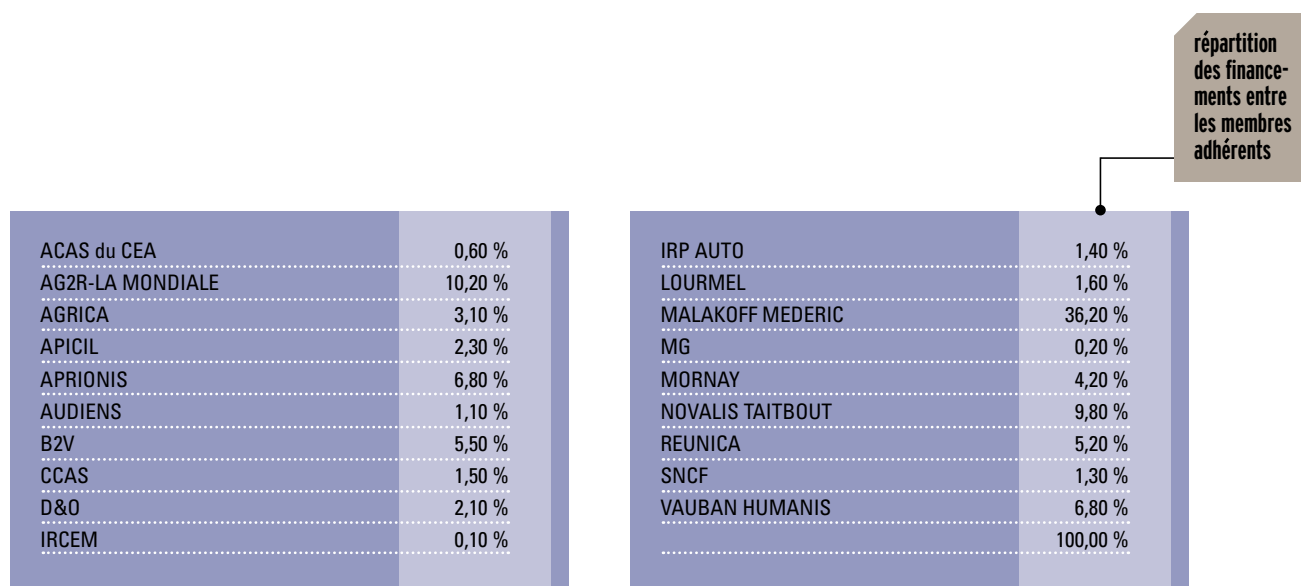 répartition
des finance-
ments entre
les membres
adhérents
ACAS du CEA 0,60 %
AG2R-LA MONDIALE 10,20 %
AGRICA 3,10 %
APICIL 2,30 %
APRIONIS 6,80 %
AUDIENS 1,10 %
B2V 5,50 %
CCAS 1,50 %
D&O 2,10 %
IRCEM 0,10 %
IRP AUTO 1,40 %
LOURMEL 1,60 %
MALAKOFF MEDERIC 36,20 %
MG 0,20 %
MORNAY 4,20 %
NOVALIS TAITBOUT 9,80 %
REUNICA 5,20 %
SNCF 1,30 %
VAUBAN HUMANIS 6,80 %
100,00 %